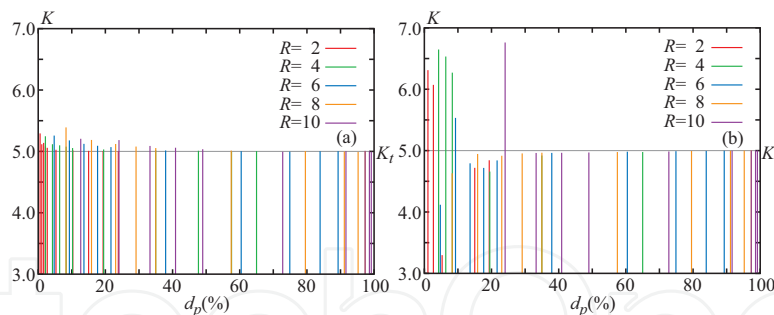 K
7.0
6.0
5.0
4.0
3.0
R= 2
R= 4
R= 6
R= 8
R=10
(a)
K_t
0 20 40 60 80 100
d_p(%)
K
7.0
6.0
5.0
4.0
3.0
R= 2
R= 4
R= 6
R= 8
R=10
(b)
K
0 20 40 60 80 100
d_p(%)